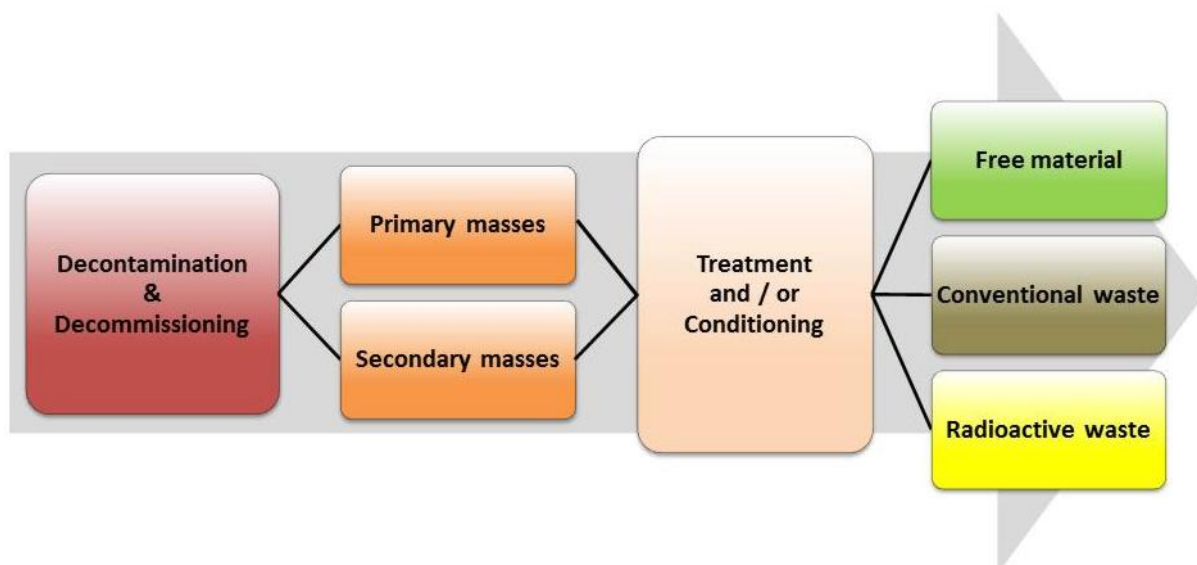 Decontamination
&
Decommissioning
Primary masses
Secondary masses
Treatment
and / or
Conditioning
Free material
Conventional waste
Radioactive waste